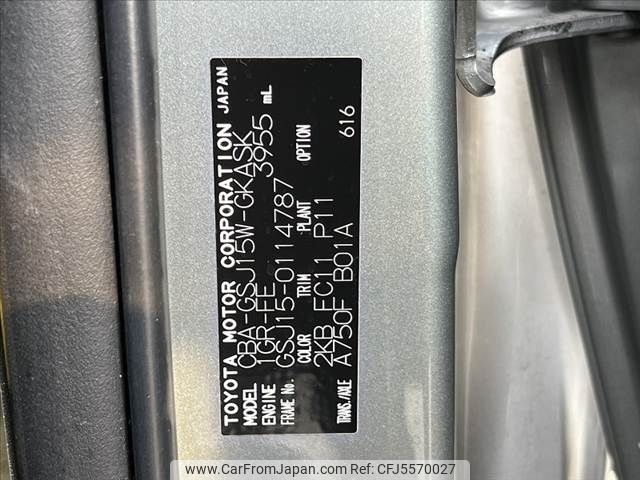 TOYOTA MOTOR CORPORATION JAPAN
MODEL CBA-GSJ15W-GKASK
ENGINE 1GR-FE 3955 mL
FRAME No. GSJ15-0114787
COLOR TRIM PLANT OPTION
2KB FC11 P11 616
TRANS./AXLE A750F B01A
www.CarFromJapan.com | CFJ5570027